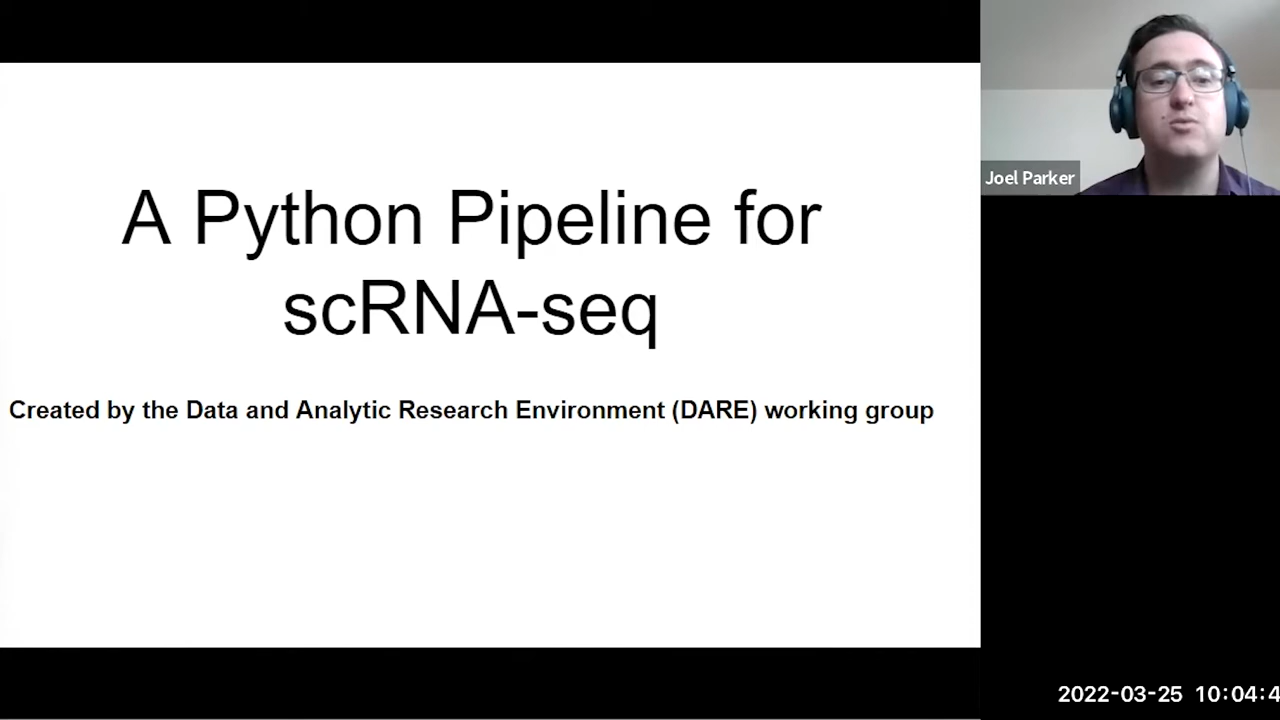 A Python Pipeline for
scRNA-seq
Created by the Data and Analytic Research Environment (DARE) working group
Joel Parker
2022-03-25 10:04:4